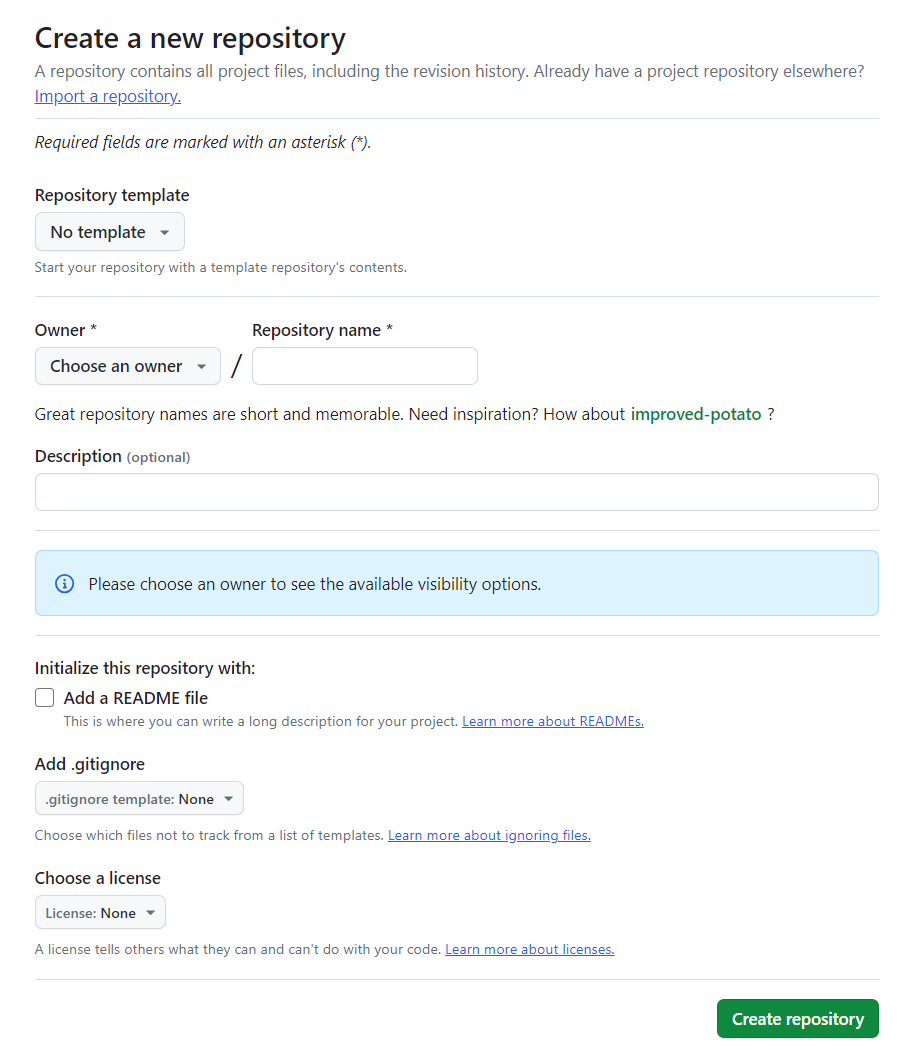 Create a new repository
A repository contains all project files, including the revision history. Already have a project repository elsewhere?
Import a repository.
Required fields are marked with an asterisk (*).
Repository template
No template
Start your repository with a template repository's contents.
Owner * Repository name *
Choose an owner /
Great repository names are short and memorable. Need inspiration? How about improved-potato ?
Description (optional)
Please choose an owner to see the available visibility options.
Initialize this repository with:
Add a README file
This is where you can write a long description for your project. Learn more about READMEs.
Add .gitignore
.gitignore template: None
Choose which files not to track from a list of templates. Learn more about ignoring files.
Choose a license
License: None
A license tells others what they can and can't do with your code. Learn more about licenses.
Create repository